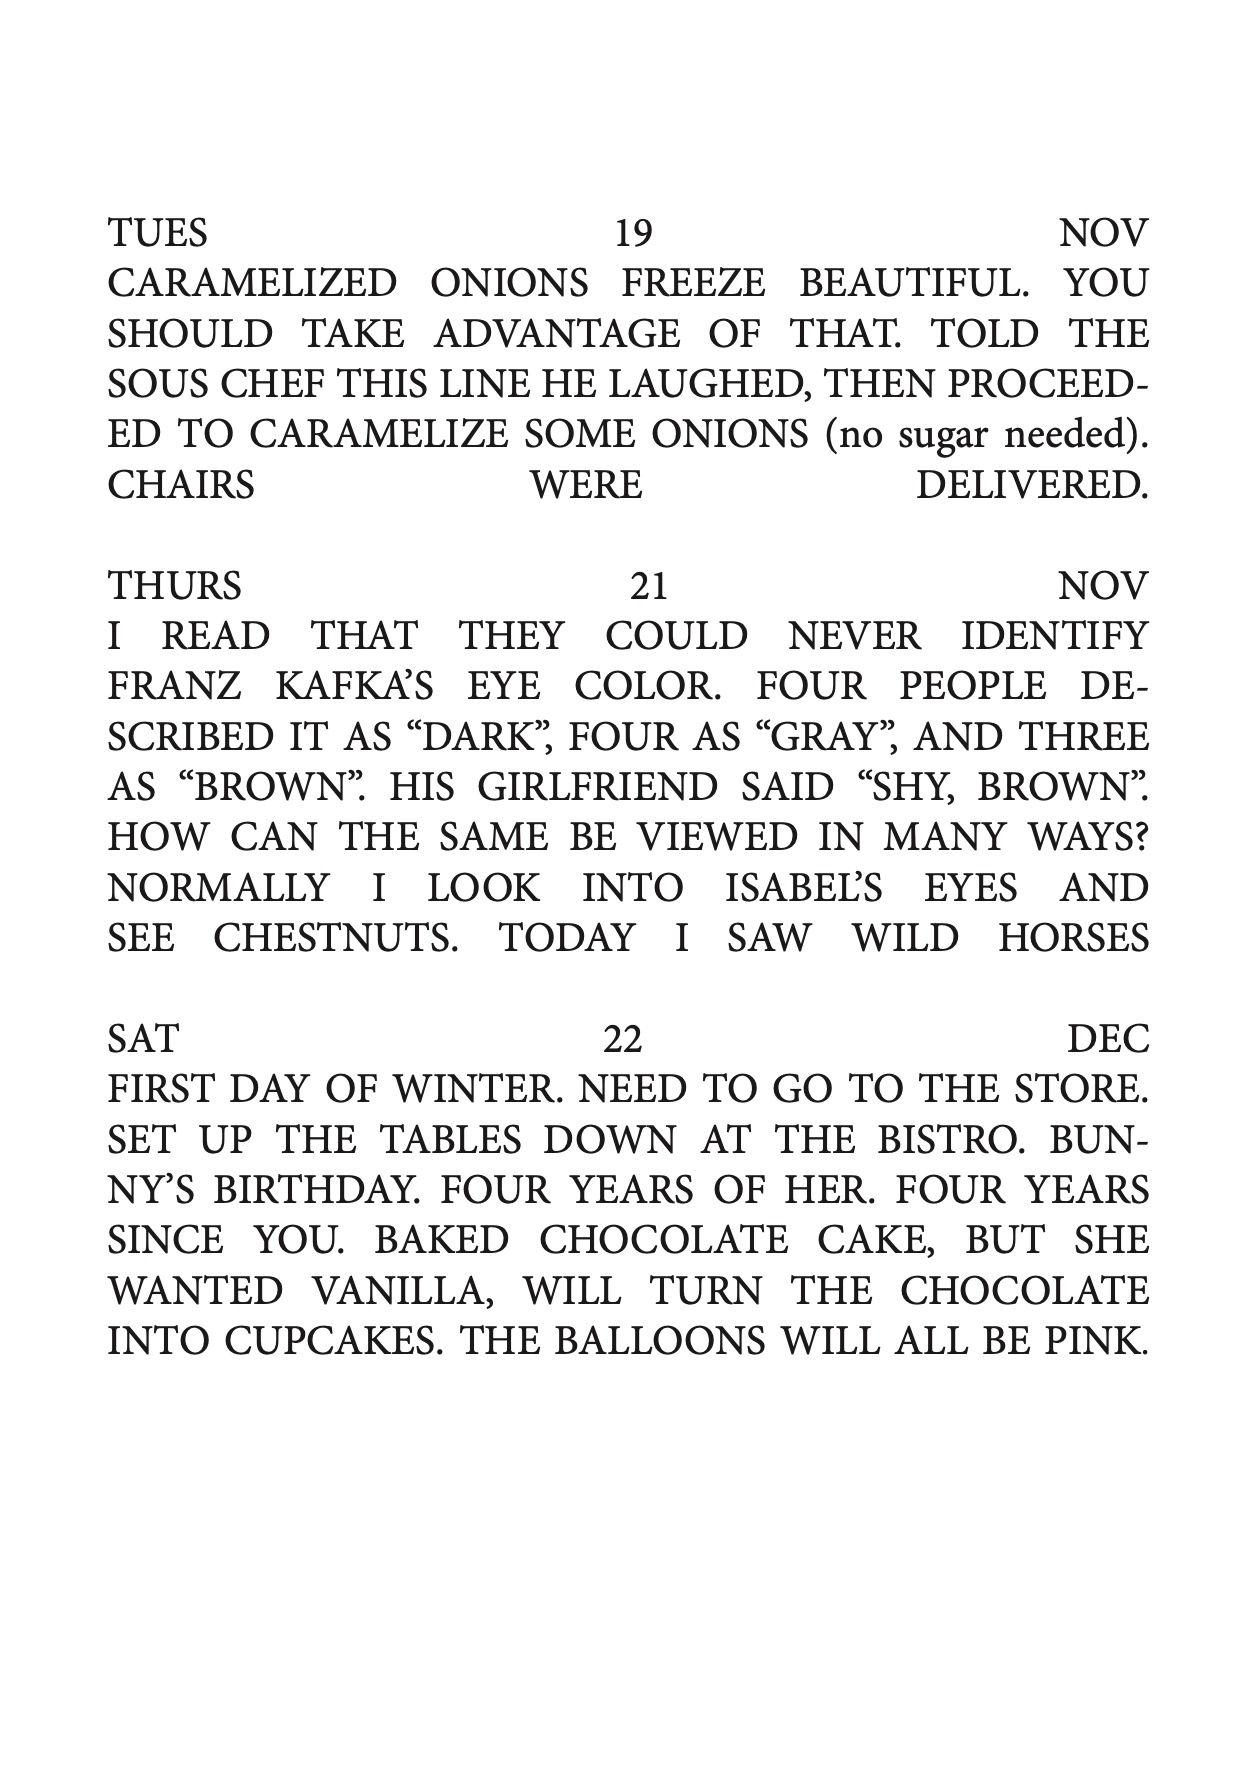 TUES 19 NOV
CARAMELIZED ONIONS FREEZE BEAUTIFUL. YOU
SHOULD TAKE ADVANTAGE OF THAT. TOLD THE
SOUS CHEF THIS LINE HE LAUGHED, THEN PROCEED-
ED TO CARAMELIZE SOME ONIONS (no sugar needed).
CHAIRS WERE DELIVERED.

THURS 21 NOV
I READ THAT THEY COULD NEVER IDENTIFY
FRANZ KAFKA’S EYE COLOR. FOUR PEOPLE DE-
SCRIBED IT AS “DARK”, FOUR AS “GRAY”, AND THREE
AS “BROWN”. HIS GIRLFRIEND SAID “SHY, BROWN”.
HOW CAN THE SAME BE VIEWED IN MANY WAYS?
NORMALLY I LOOK INTO ISABEL’S EYES AND
SEE CHESTNUTS. TODAY I SAW WILD HORSES

SAT 22 DEC
FIRST DAY OF WINTER. NEED TO GO TO THE STORE.
SET UP THE TABLES DOWN AT THE BISTRO. BUN-
NY’S BIRTHDAY. FOUR YEARS OF HER. FOUR YEARS
SINCE YOU. BAKED CHOCOLATE CAKE, BUT SHE
WANTED VANILLA, WILL TURN THE CHOCOLATE
INTO CUPCAKES. THE BALLOONS WILL ALL BE PINK.